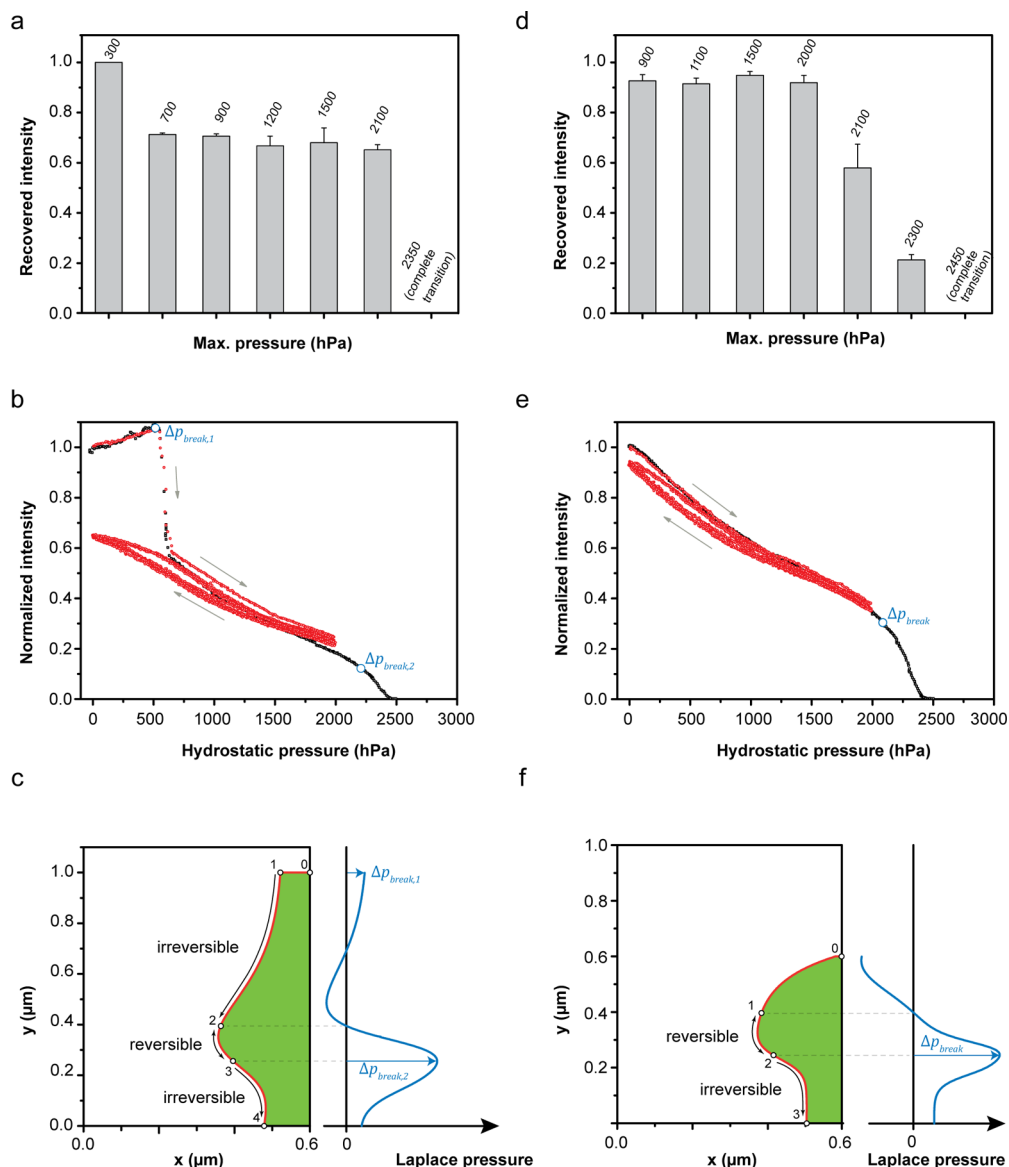 a
Recovered intensity
1.0
0.8
0.6
0.4
0.2
0.0
300
700
900
1200
1500
2100
2350
(complete
transition)
Max. pressure (hPa)
d
Recovered intensity
1.0
0.8
0.6
0.4
0.2
0.0
900
1100
1500
2000
2100
2300
2450
(complete
transition)
Max. pressure (hPa)
b
Normalized intensity
1.0
0.8
0.6
0.4
0.2
0.0
Δp_break,1
Δp_break,2
0 500 1000 1500 2000 2500 3000
Hydrostatic pressure (hPa)
e
Normalized intensity
1.0
0.8
0.6
0.4
0.2
0.0
Δp_break
0 500 1000 1500 2000 2500 3000
Hydrostatic pressure (hPa)
c
y (µm)
1.0
0.8
0.6
0.4
0.2
1 0
irreversible
2
reversible
3
irreversible
4
Δp_break,1
Δp_break,2
0.0 0.6 0
x (µm) Laplace pressure
f
y (µm)
1.0
0.8
0.6
0.4
0.2
0
1
reversible
2
irreversible
3
Δp_break
0.0 0.6 0
x (µm) Laplace pressure